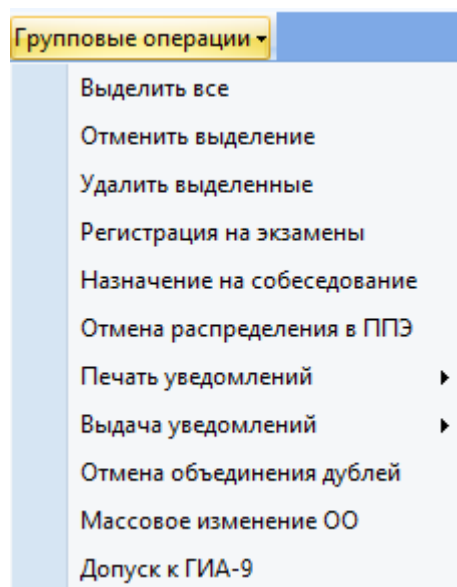 Групповые операции
Выделить все
Отменить выделение
Удалить выделенные
Регистрация на экзамены
Назначение на собеседование
Отмена распределения в ППЭ
Печать уведомлений
Выдача уведомлений
Отмена объединения дублей
Массовое изменение ОО
Допуск к ГИА-9